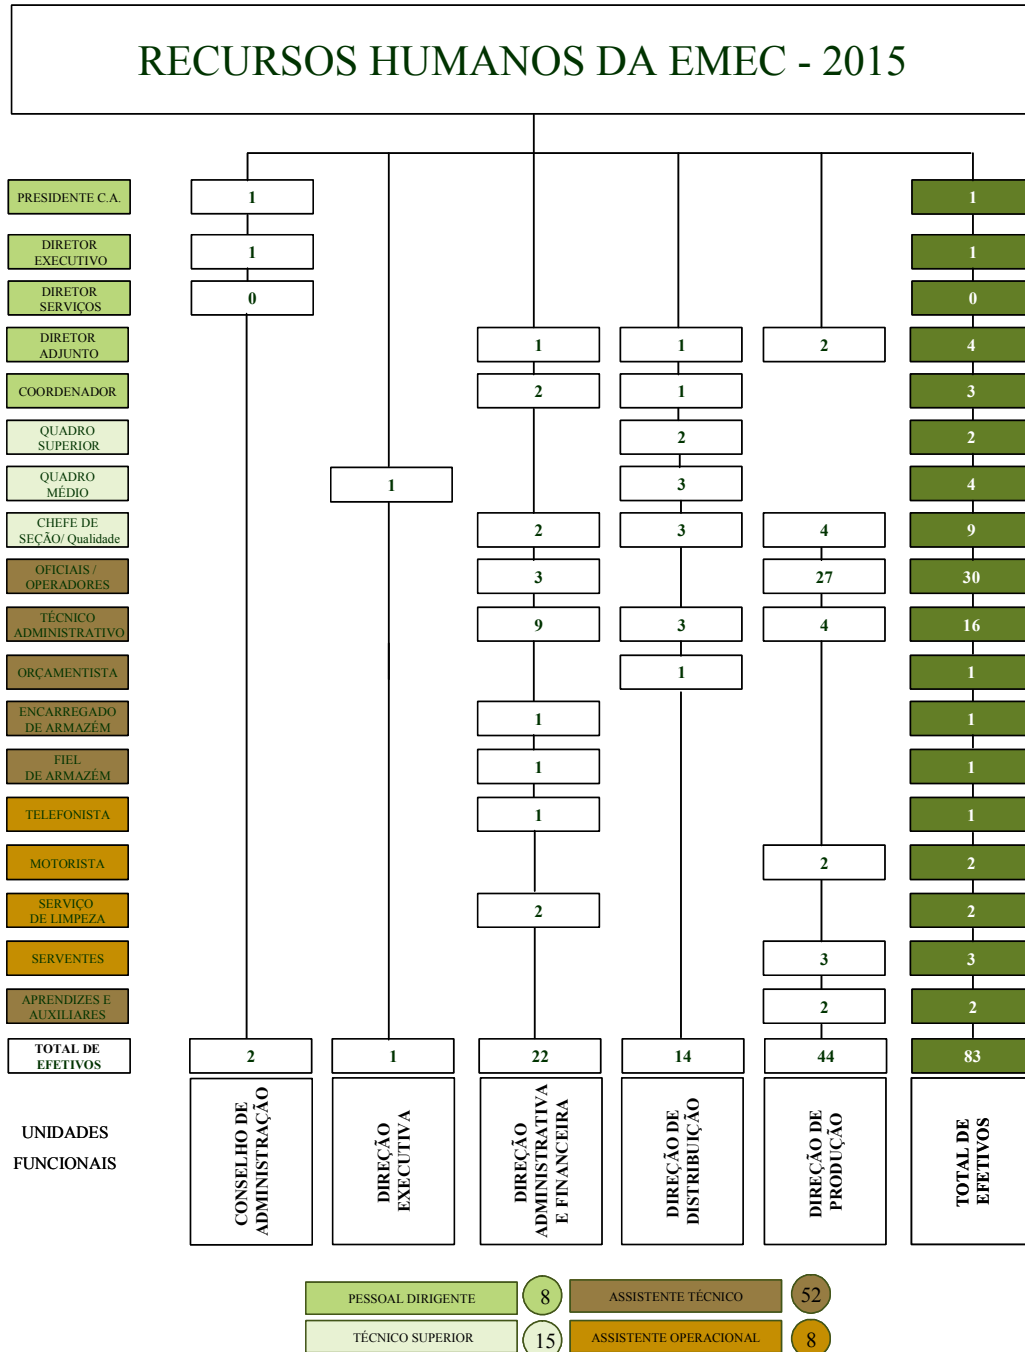 RECURSOS HUMANOS DA EMEC - 2015
PRESIDENTE C.A.
1
1
DIRETOR
EXECUTIVO
1
1
DIRETOR
SERVIÇOS
0
0
DIRETOR
ADJUNTO
1
1
2
4
COORDENADOR
2
1
3
QUADRO
SUPERIOR
2
2
QUADRO
MÉDIO
1
3
4
CHEFE DE
SEÇÃO/ Qualidade
2
3
4
9
OFICIAIS /
OPERADORES
3
27
30
TÉCNICO
ADMINISTRATIVO
9
3
4
16
ORÇAMENTISTA
1
1
ENCARREGADO
DE ARMAZÉM
1
1
FIEL
DE ARMAZÉM
1
1
TELEFONISTA
1
1
MOTORISTA
2
2
SERVIÇO
DE LIMPEZA
2
2
SERVENTES
3
3
APRENDIZES E
AUXILIARES
2
2
TOTAL DE
EFETIVOS
2
1
22
14
44
83
UNIDADES
FUNCIONAIS
CONSELHO DE
ADMINISTRAÇÃO
DIREÇÃO
EXECUTIVA
DIREÇÃO
ADMINISTRATIVA
E FINANCEIRA
DIREÇÃO DE
DISTRIBUIÇÃO
DIREÇÃO DE
PRODUÇÃO
TOTAL DE
EFETIVOS
PESSOAL DIRIGENTE
8
ASSISTENTE TÉCNICO
52
TÉCNICO SUPERIOR
15
ASSISTENTE OPERACIONAL
8